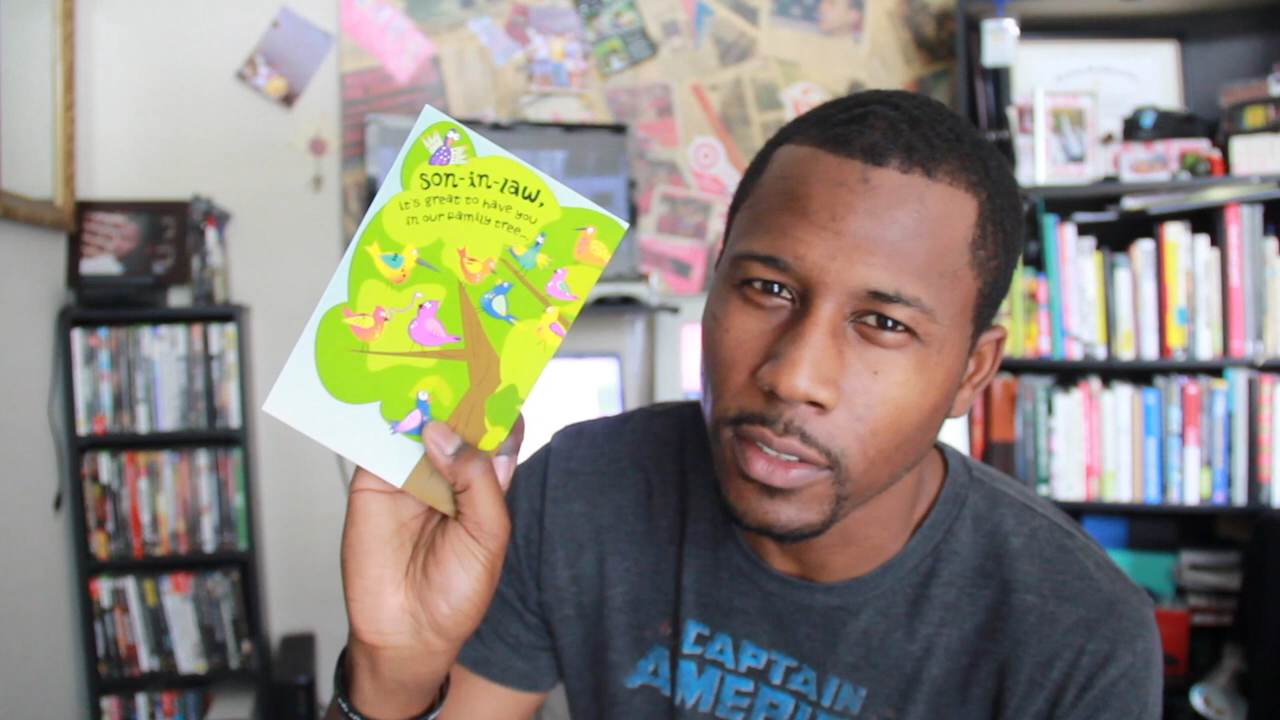 son-in-law,
it's great to have you
in our family tree...
CAPTAIN
AMERI